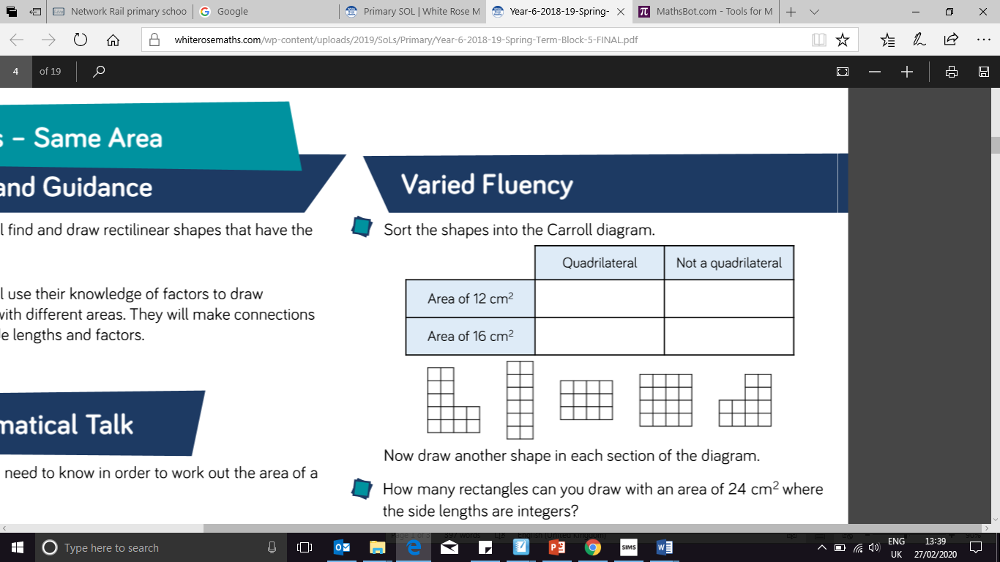 Network Rail primary schoo
Google
Primary SOL | White Rose M
Year-6-2018-19-Spring-
MathsBot.com - Tools for M
whiterosemaths.com/wp-content/uploads/2019/SoLs/Primary/Year-6-2018-19-Spring-Term-Block-5-FINAL.pdf
4 of 19
s – Same Area
and Guidance
l find and draw rectilinear shapes that have the
l use their knowledge of factors to draw
with different areas. They will make connections
le lengths and factors.
matical Talk
need to know in order to work out the area of a
Varied Fluency
Sort the shapes into the Carroll diagram.
Quadrilateral
Not a quadrilateral
Area of 12 cm²
Area of 16 cm²
Now draw another shape in each section of the diagram.
How many rectangles can you draw with an area of 24 cm² where
the side lengths are integers?
Type here to search
SIMS
ENG
UK
13:39
27/02/2020